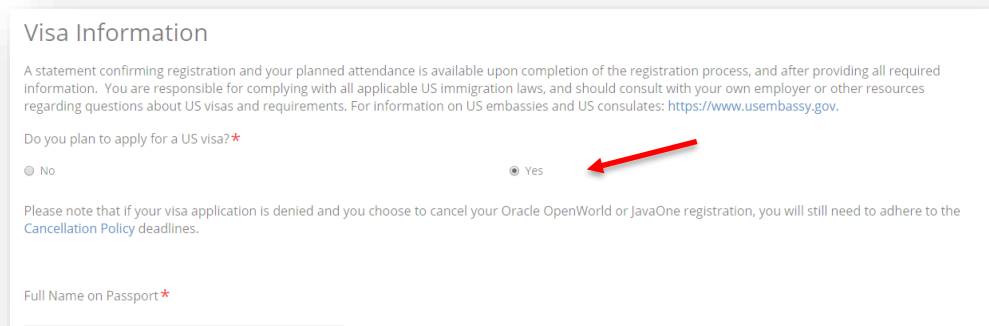 Visa Information
A statement confirming registration and your planned attendance is available upon completion of the registration process, and after providing all required
information.  You are responsible for complying with all applicable US immigration laws, and should consult with your own employer or other resources
regarding questions about US visas and requirements. For information on US embassies and US consulates: https://www.usembassy.gov.
Do you plan to apply for a US visa?*
No Yes
Please note that if your visa application is denied and you choose to cancel your Oracle OpenWorld or JavaOne registration, you will still need to adhere to the
Cancellation Policy deadlines.
Full Name on Passport*